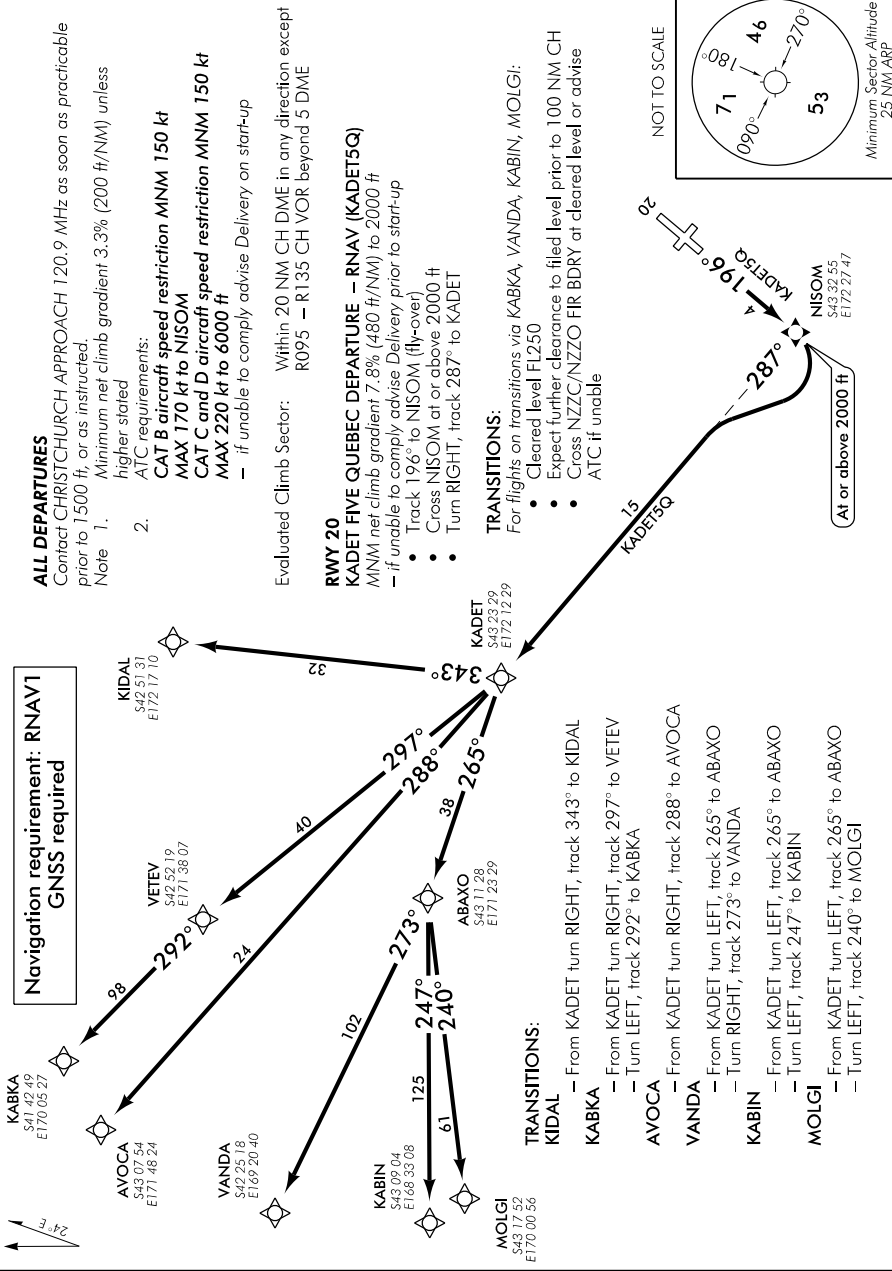 Navigation requirement: RNAV1
GNSS required
ALL DEPARTURES
Contact CHRISTCHURCH APPROACH 120.9 MHz as soon as practicable
prior to 1500 ft, or as instructed.
Note 1. Minimum net climb gradient 3.3% (200 ft/NM) unless
higher stated
2. ATC requirements:
CAT B aircraft speed restriction MNM 150 kt
MAX 170 kt to NISOM
CAT C and D aircraft speed restriction MNM 150 kt
MAX 220 kt to 6000 ft
– if unable to comply advise Delivery on start-up
Evaluated Climb Sector: Within 20 NM CH DME in any direction except
R095 – R135 CH VOR beyond 5 DME
RWY 20
KADET FIVE QUEBEC DEPARTURE – RNAV (KADET5Q)
MNM net climb gradient 7.8% (480 ft/NM) to 2000 ft
– if unable to comply advise Delivery prior to start-up
• Track 196° to NISOM (fly-over)
• Cross NISOM at or above 2000 ft
• Turn RIGHT, track 287° to KADET
TRANSITIONS:
For flights on transitions via KABKA, VANDA, KABIN, MOLGI:
• Cleared level FL250
• Expect further clearance to filed level prior to 100 NM CH
• Cross NZZC/NZZO FIR BDRY at cleared level or advise
ATC if unable
NOT TO SCALE
180°
270°
090°
71
46
53
Minimum Sector Altitude
25 NM ARP
24°E
KABKA
S41 42 49
E170 05 27
98
292°
VETEV
S42 52 19
E171 38 07
40
297°
KIDAL
S42 51 31
E172 17 10
32
343°
AVOCA
S43 07 54
E171 48 24
24
288°
VANDA
S42 25 18
E169 20 40
102
273°
KABIN
S43 09 04
E168 33 08
125
247°
MOLGI
S43 17 52
E170 00 56
61
240°
ABAXO
S43 11 28
E171 23 29
38
265°
KADET
S43 23 29
E172 12 29
15
KADET5Q
287°
20
196°
4
KADET5Q
NISOM
S43 32 55
E172 27 47
At or above 2000 ft
TRANSITIONS:
KIDAL
– From KADET turn RIGHT, track 343° to KIDAL
KABKA
– From KADET turn RIGHT, track 297° to VETEV
– Turn LEFT, track 292° to KABKA
AVOCA
– From KADET turn RIGHT, track 288° to AVOCA
VANDA
– From KADET turn LEFT, track 265° to ABAXO
– Turn RIGHT, track 273° to VANDA
KABIN
– From KADET turn LEFT, track 265° to ABAXO
– Turn LEFT, track 247° to KABIN
MOLGI
– From KADET turn LEFT, track 265° to ABAXO
– Turn LEFT, track 240° to MOLGI